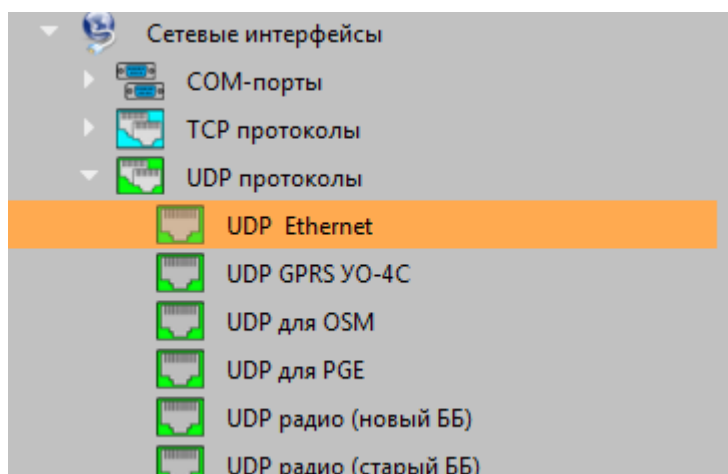 Сетевые интерфейсы
COM-порты
TCP протоколы
UDP протоколы
UDP  Ethernet
UDP GPRS УО-4С
UDP для OSM
UDP для PGE
UDP радио (новый ББ)
UDP радио (старый ББ)